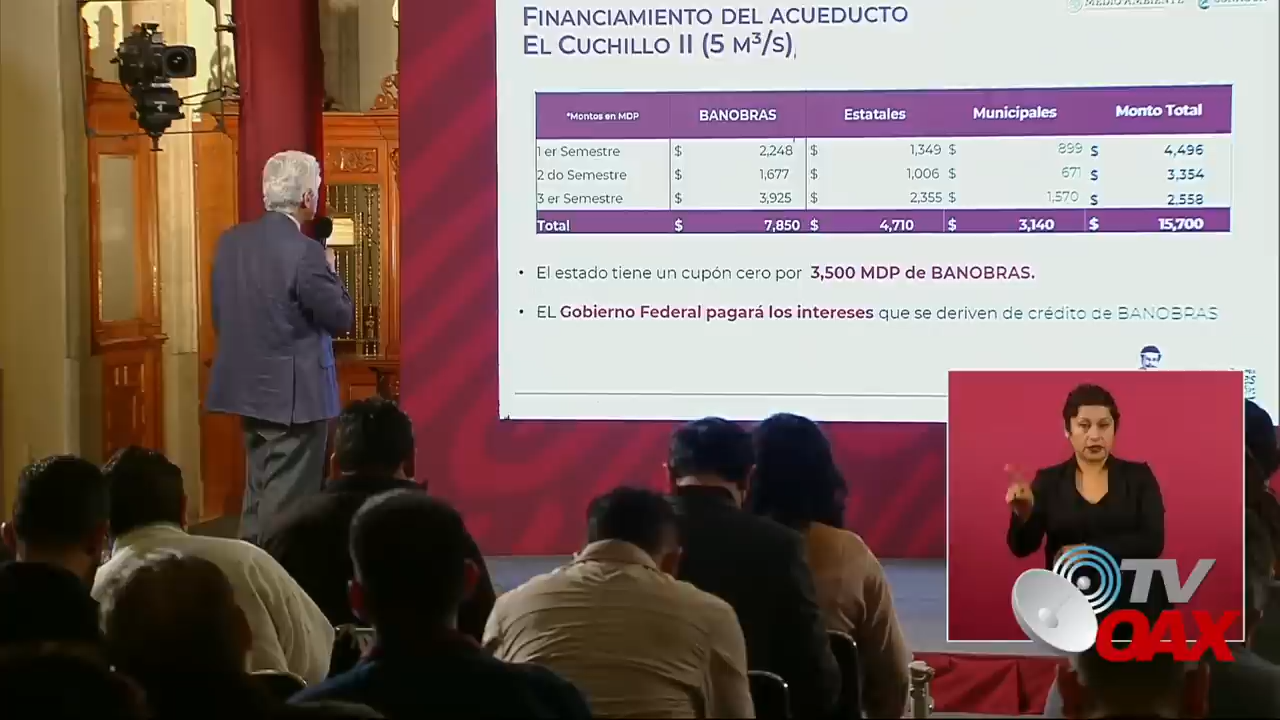 MEDIO AMBIENTE
FINANCIAMIENTO DEL ACUEDUCTO
EL CUCHILLO II (5 M³/S),
*Montos en MDP BANOBRAS Estatales Municipales Monto Total
1 er Semestre $ 2,248 $ 1,349 $ 899 $ 4,496
2 do Semestre $ 1,677 $ 1,006 $ 671 $ 3,354
3 er Semestre $ 3,925 $ 2,355 $ 1,570 $ 2.558
Total $ 7,850 $ 4,710 $ 3,140 $ 15,700
• El estado tiene un cupón cero por 3,500 MDP de BANOBRAS.
• EL Gobierno Federal pagará los intereses que se deriven de crédito de BANOBRAS
TV
OAX